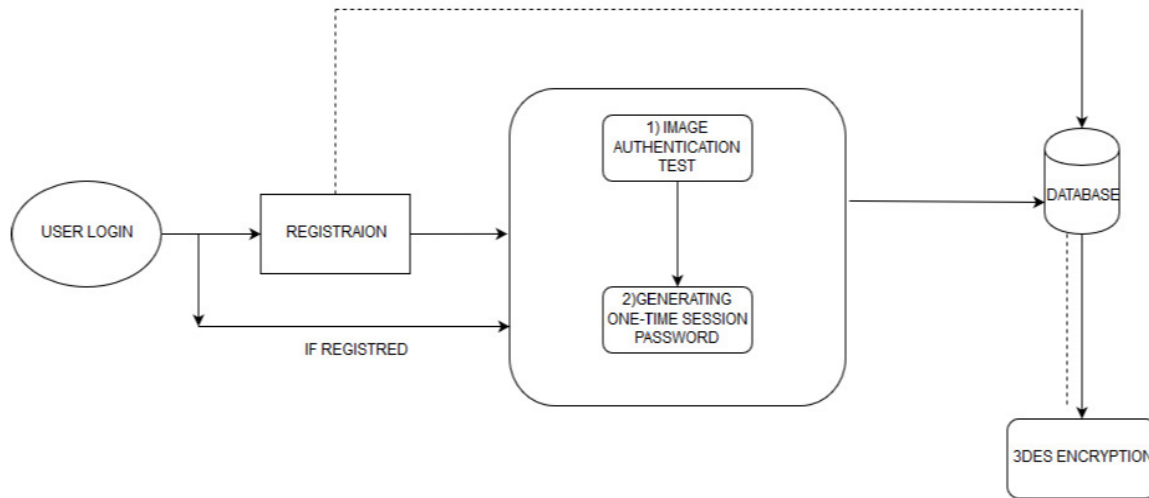 1) IMAGE
AUTHENTICATION
TEST
DATABASE
USER LOGIN
REGISTRAION
2)GENERATING
ONE-TIME SESSION
PASSWORD
IF REGISTRED
3DES ENCRYPTION